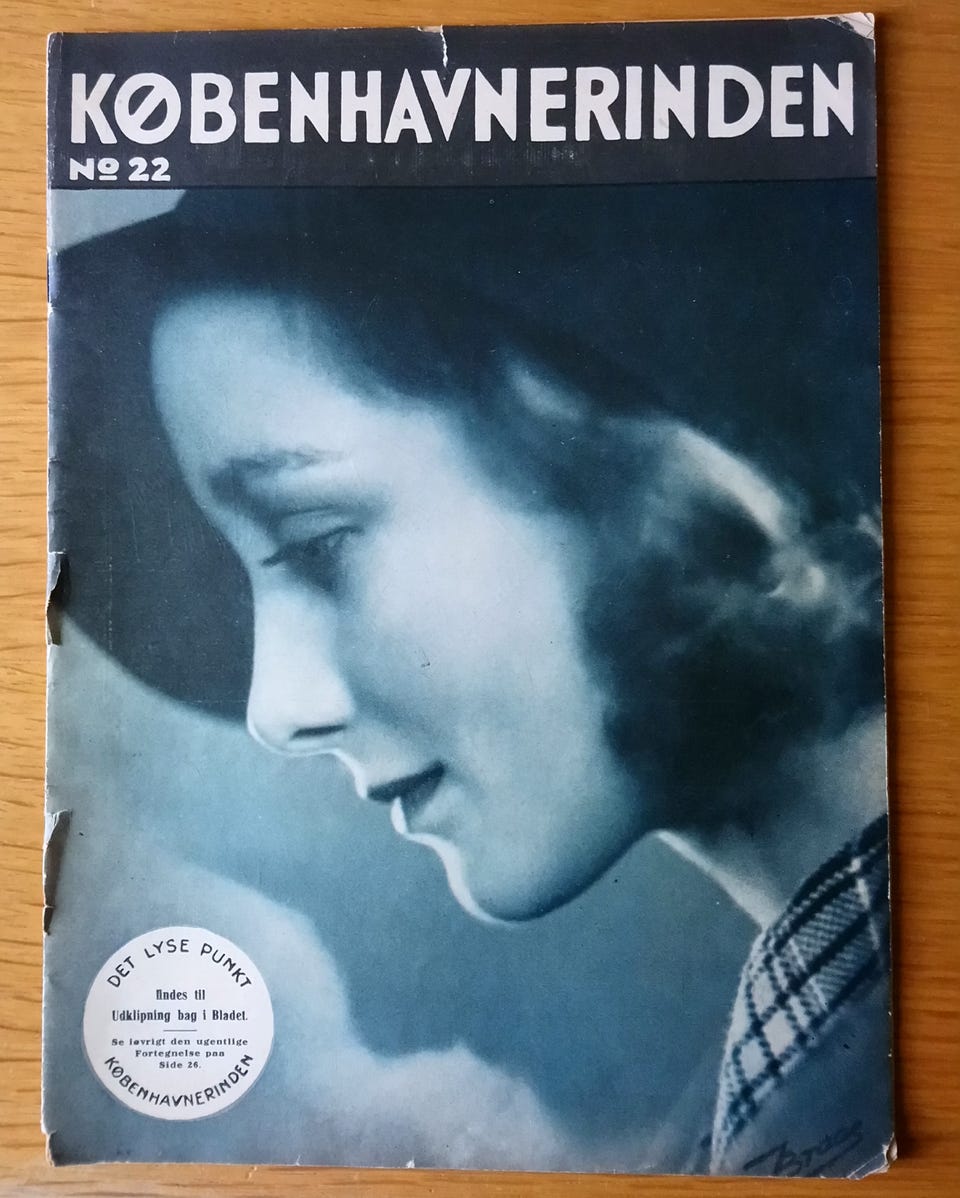 KØBENHAVNERINDEN
No 22
DET LYSE PUNKT
findes til
Udklipning bag i Bladet.
Se iøvrigt den ugentlige
Fortegnelse paa
Side 26.
KØBENHAVNERINDEN